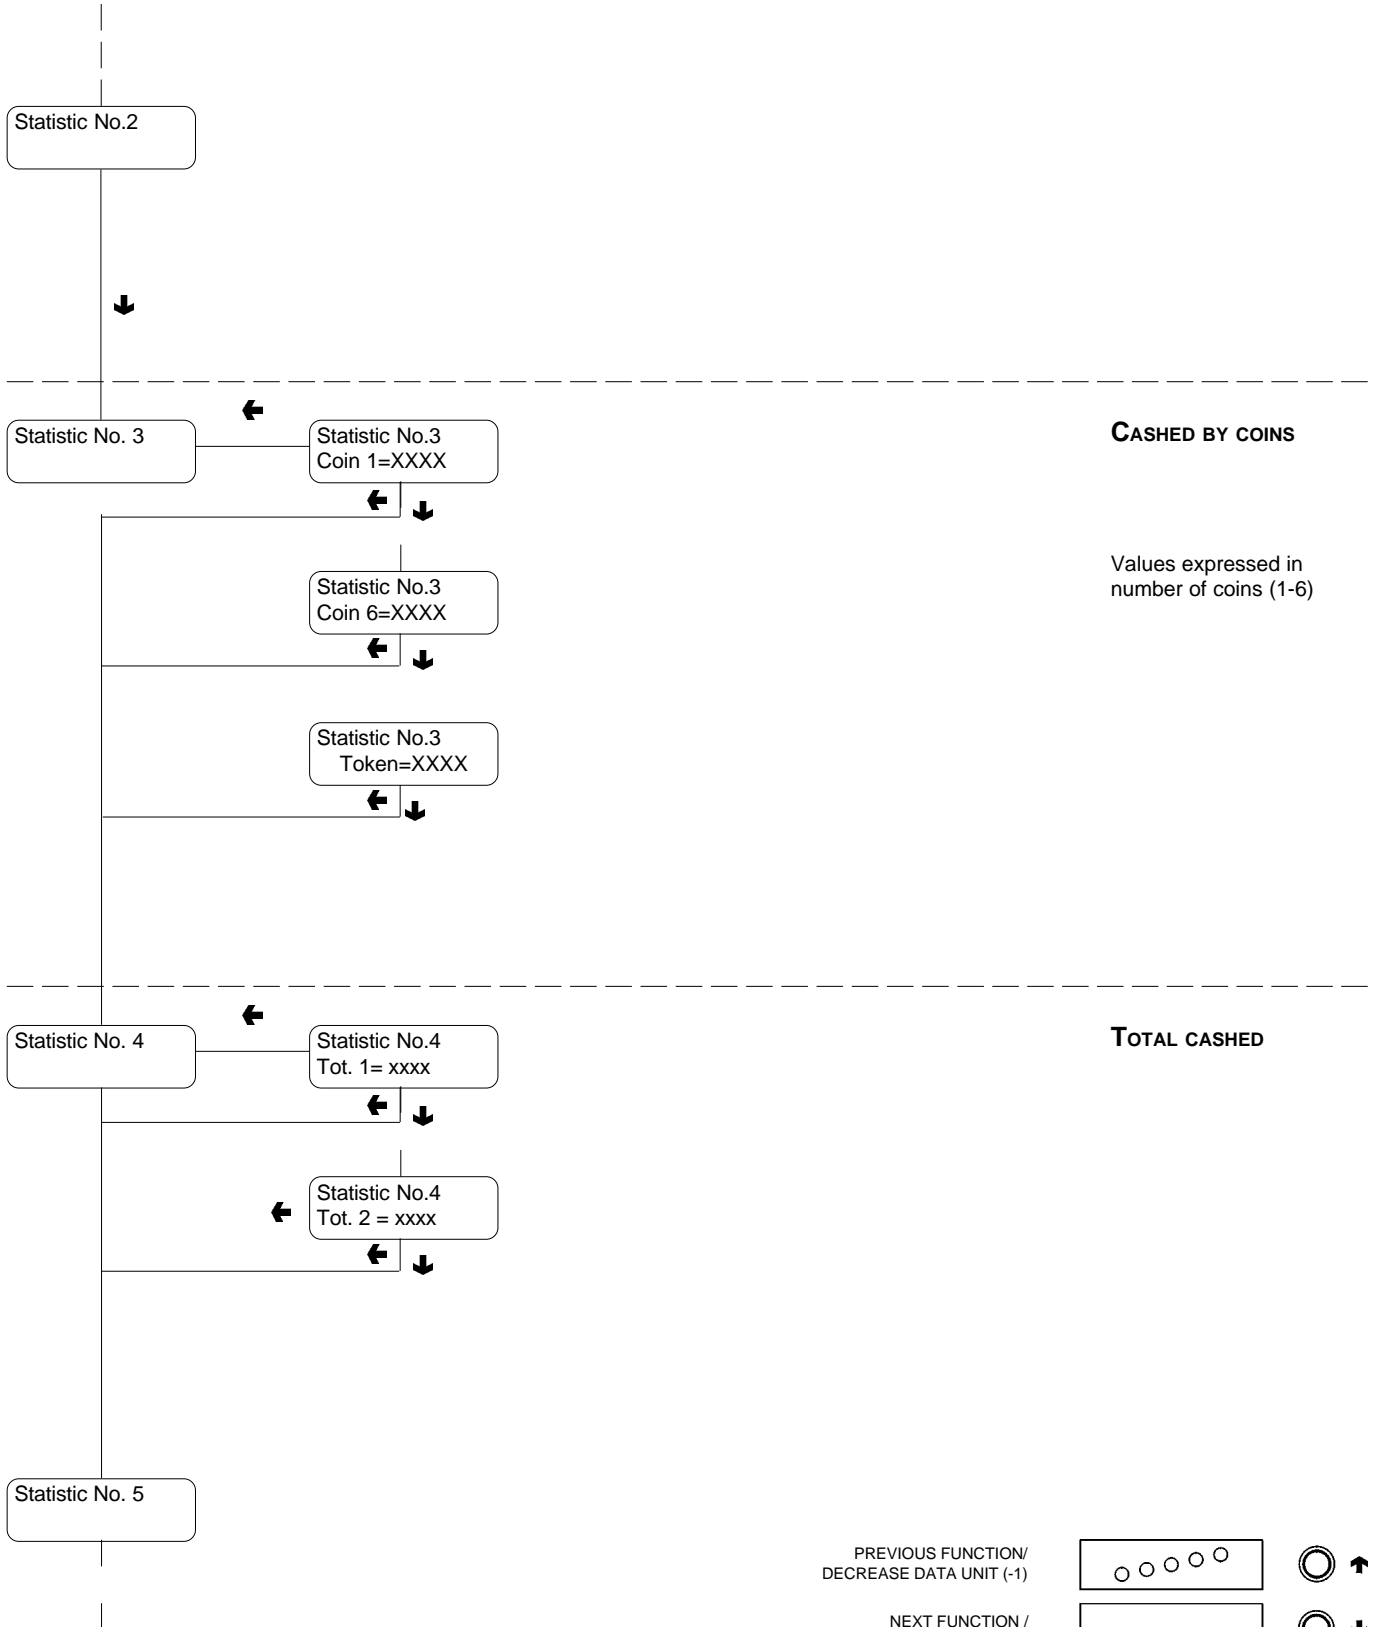 Statistic No.2
Statistic No. 3
Statistic No.3
Coin 1=XXXX
CASHED BY COINS
Values expressed in
number of coins (1-6)
Statistic No.3
Coin 6=XXXX
Statistic No.3
Token=XXXX
Statistic No. 4
Statistic No.4
Tot. 1= xxxx
TOTAL CASHED
Statistic No.4
Tot. 2 = xxxx
Statistic No. 5
PREVIOUS FUNCTION/
DECREASE DATA UNIT (-1)
NEXT FUNCTION /